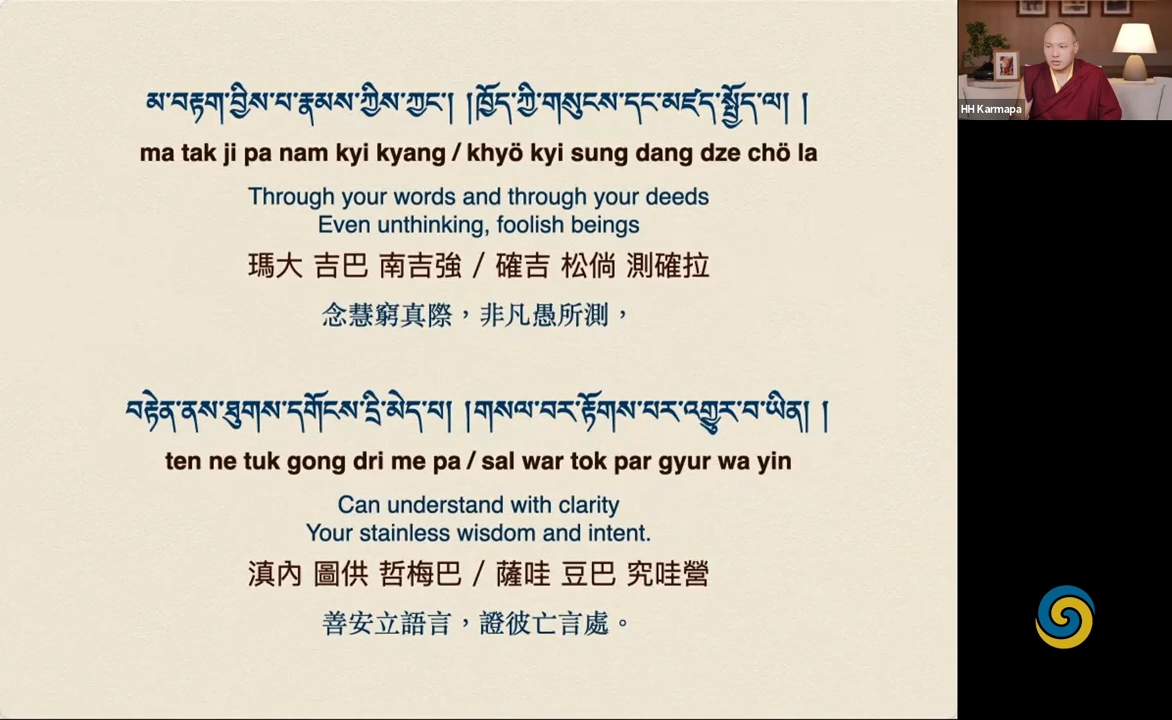 མ་བརྟག་བྱིས་པ་རྣམས་ཀྱིས་ཀྱང་། །ཁྱོད་ཀྱི་གསུངས་དང་མཛད་སྤྱོད་ལ། །
ma tak ji pa nam kyi kyang / khyö kyi sung dang dze chö la
Through your words and through your deeds
Even unthinking, foolish beings
瑪大 吉巴 南吉強 / 確吉 松倘 測確拉
念慧窮真際，非凡愚所測，
བརྟེན་ནས་ཐུགས་དགོངས་དྲི་མེད་པ། །གསལ་བར་རྟོགས་པར་འགྱུར་བ་ཡིན། །
ten ne tuk gong dri me pa / sal war tok par gyur wa yin
Can understand with clarity
Your stainless wisdom and intent.
滇內 圖供 哲梅巴 / 薩哇 豆巴 究哇營
善安立語言，證彼亡言處。
HH Karmapa